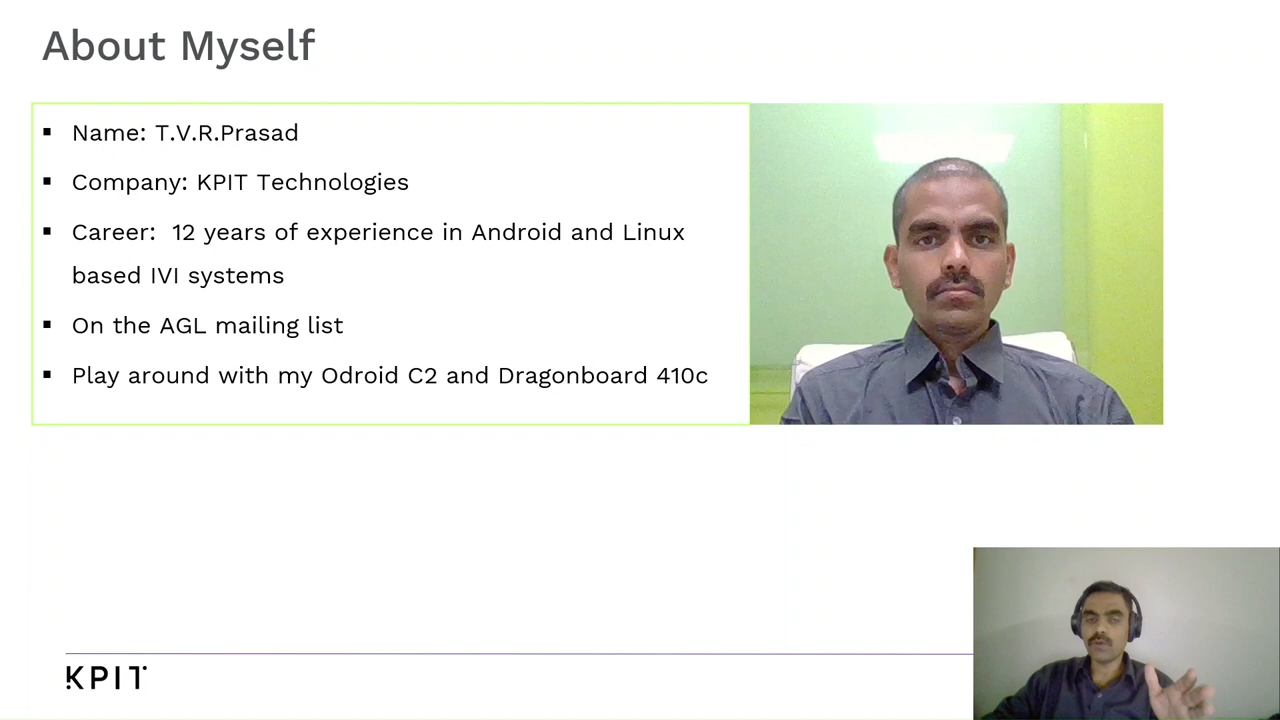 About Myself
▪ Name: T.V.R.Prasad
▪ Company: KPIT Technologies
▪ Career:  12 years of experience in Android and Linux
based IVI systems
▪ On the AGL mailing list
▪ Play around with my Odroid C2 and Dragonboard 410c
KPIT